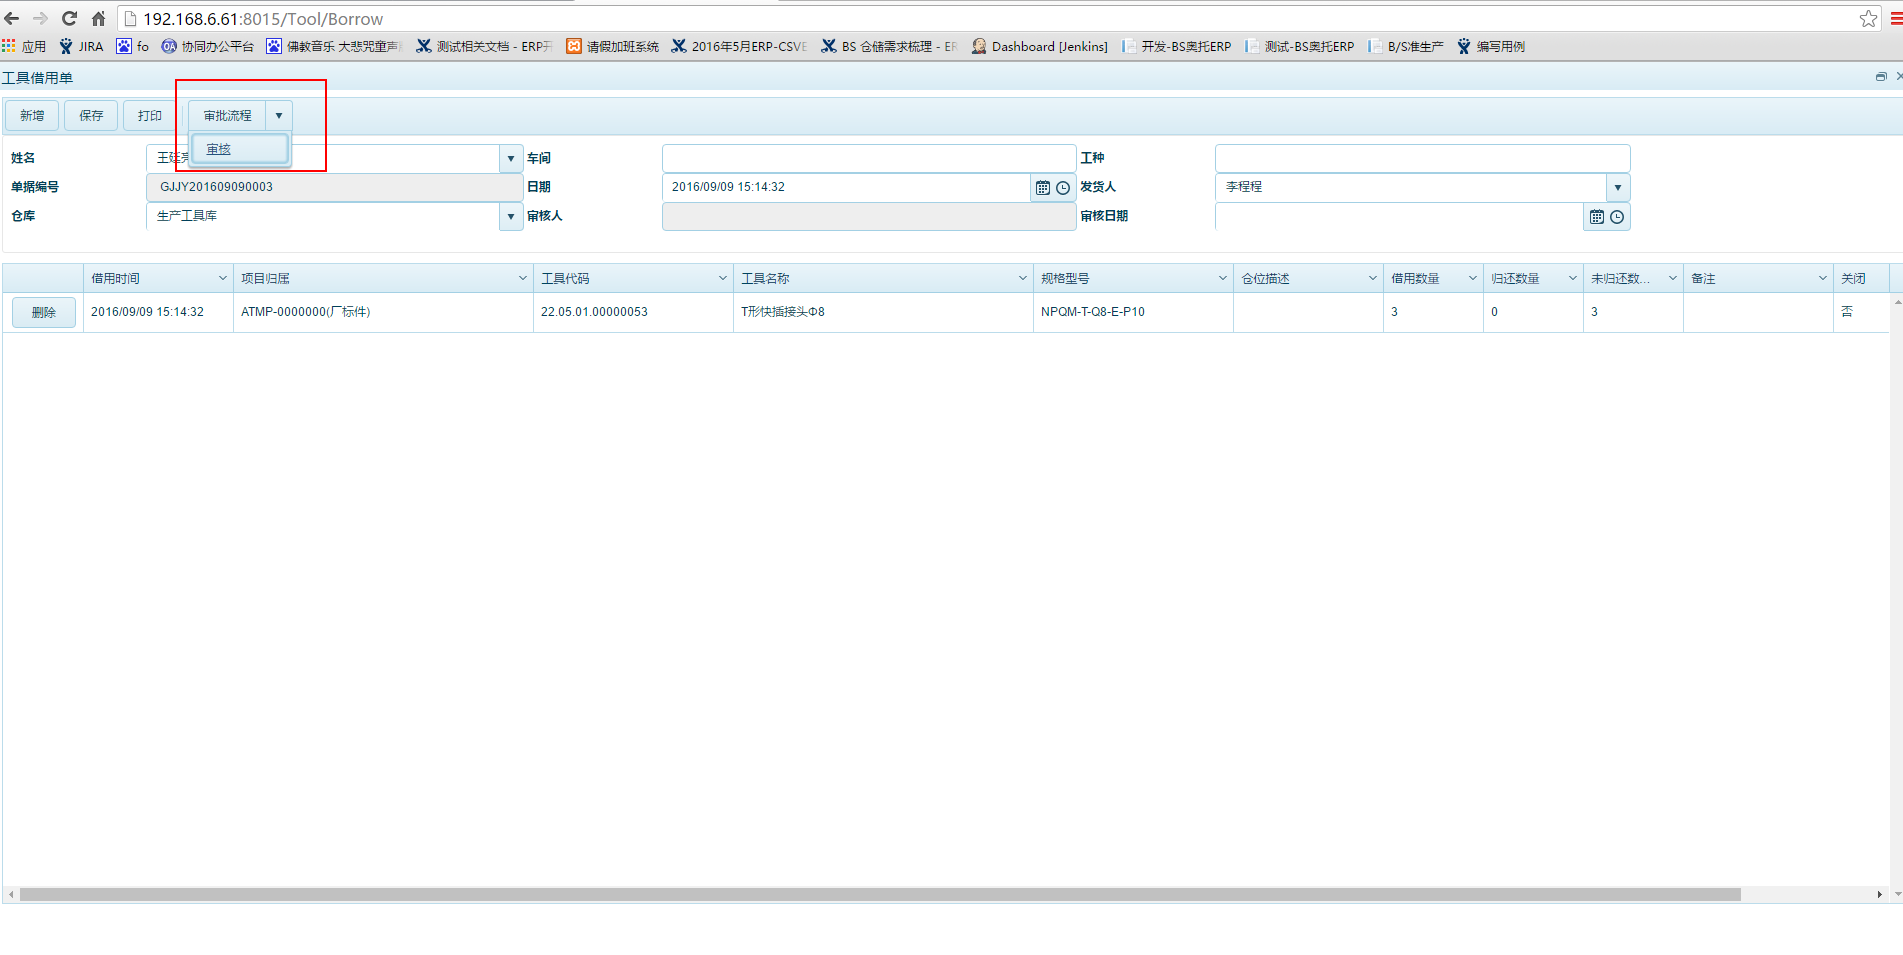 192.168.6.61:8015/Tool/Borrow
应用 JIRA fo 协同办公平台 佛教音乐 大悲咒童声 测试相关文档 - ERP开 请假加班系统 2016年5月ERP-CSVE BS 仓储需求梳理 - ER Dashboard [Jenkins] 开发-BS奥托ERP 测试-BS奥托ERP B/S准生产 编写用例
工具借用单
新增 保存 打印 审批流程
审核
姓名 王廷亮 车间 工种
单据编号 GJJY201609090003 日期 2016/09/09 15:14:32 发货人 李程程
仓库 生产工具库 审核人 审核日期
借用时间 项目归属 工具代码 工具名称 规格型号 仓位描述 借用数量 归还数量 未归还数... 备注 关闭
删除 2016/09/09 15:14:32 ATMP-0000000(厂标件) 22.05.01.00000053 T形快插接头Φ8 NPQM-T-Q8-E-P10 3 0 3 否